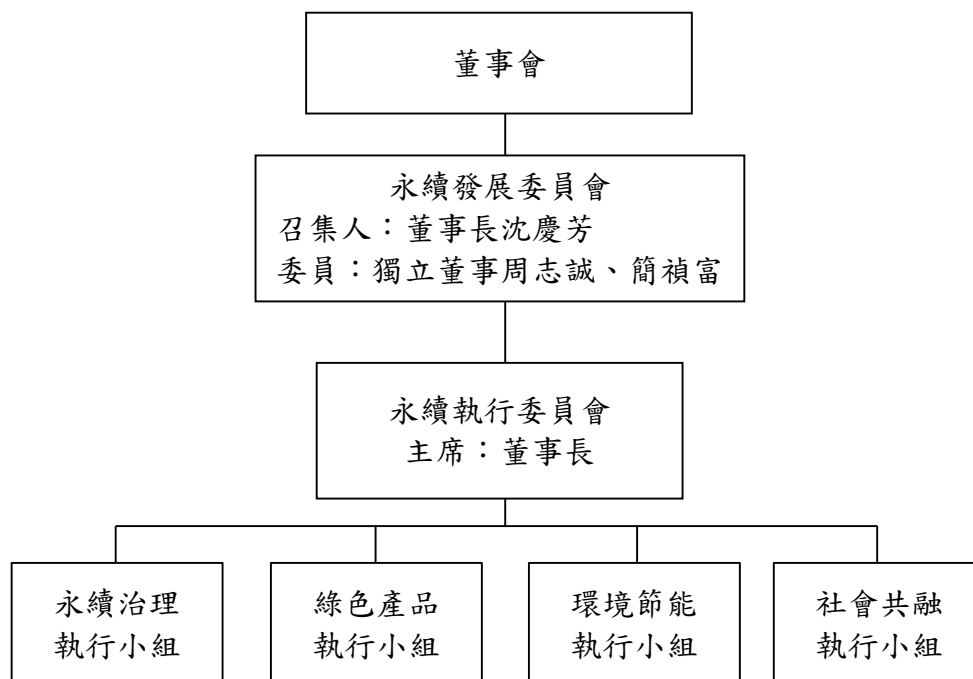 董事會
永續發展委員會
召集人：董事長沈慶芳
委員：獨立董事周志誠、簡禎富
永續執行委員會
主席：董事長
永續治理
執行小組
綠色產品
執行小組
環境節能
執行小組
社會共融
執行小組